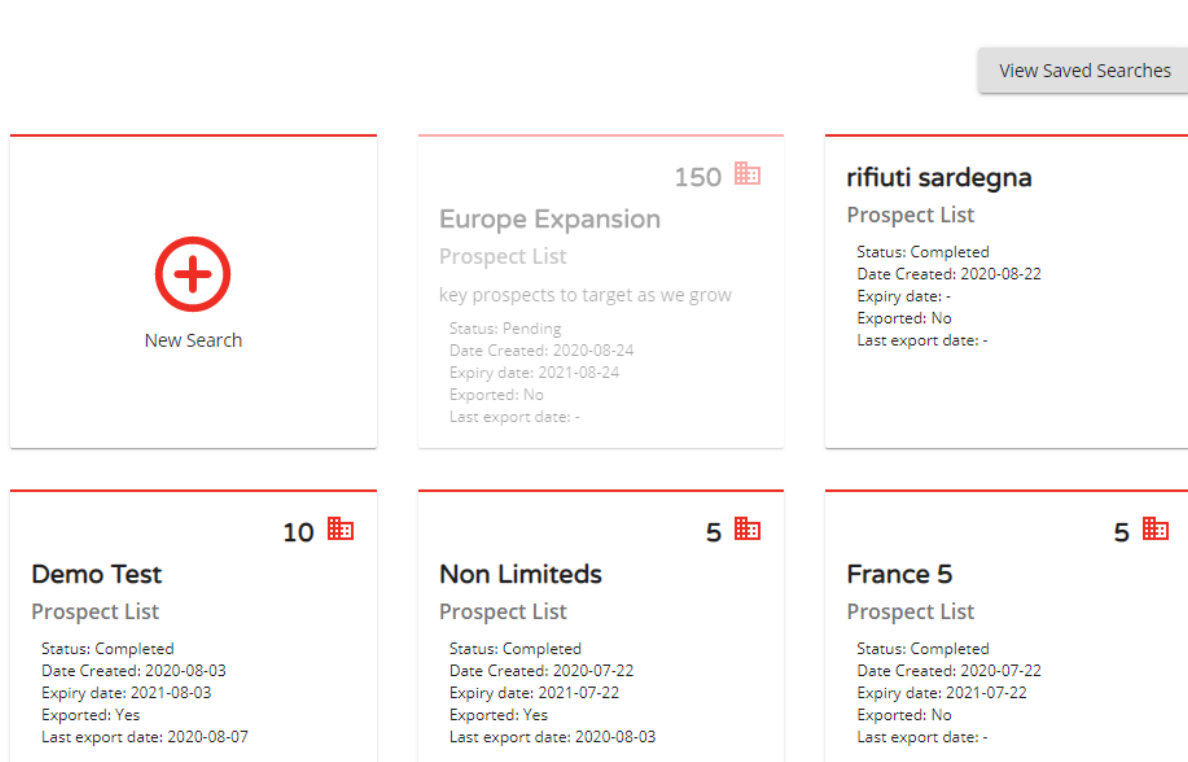 View Saved Searches
New Search
150
Europe Expansion
Prospect List
key prospects to target as we grow
Status: Pending
Date Created: 2020-08-24
Expiry date: 2021-08-24
Exported: No
Last export date: -
rifiuti sardegna
Prospect List
Status: Completed
Date Created: 2020-08-22
Expiry date: -
Exported: No
Last export date: -
10
Demo Test
Prospect List
Status: Completed
Date Created: 2020-08-03
Expiry date: 2021-08-03
Exported: Yes
Last export date: 2020-08-07
5
Non Limiteds
Prospect List
Status: Completed
Date Created: 2020-07-22
Expiry date: 2021-07-22
Exported: Yes
Last export date: 2020-08-03
5
France 5
Prospect List
Status: Completed
Date Created: 2020-07-22
Expiry date: 2021-07-22
Exported: No
Last export date: -